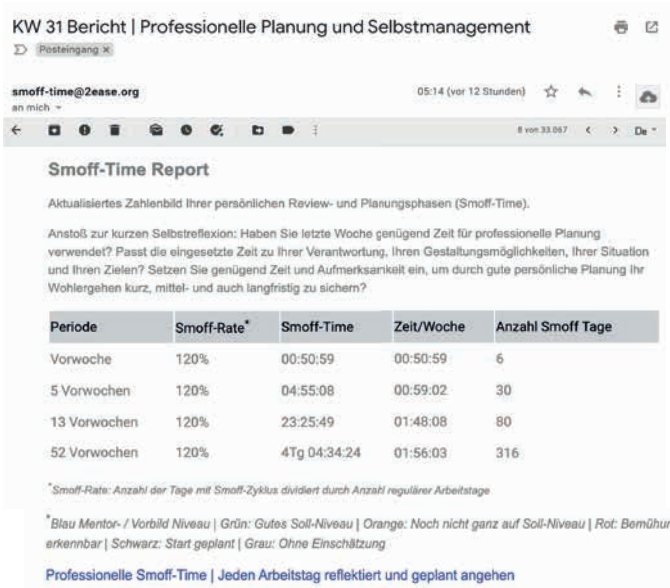 KW 31 Bericht | Professionelle Planung und Selbstmanagement
Posteingang ×
smoff-time@2ease.org
05:14 (vor 12 Stunden)
an mich
8 von 33.067
De
Smoff-Time Report
Aktualisiertes Zahlenbild Ihrer persönlichen Review- und Planungsphasen (Smoff-Time).
Anstoß zur kurzen Selbstreflexion: Haben Sie letzte Woche genügend Zeit für professionelle Planung
verwendet? Passt die eingesetzte Zeit zu Ihrer Verantwortung, Ihren Gestaltungsmöglichkeiten, Ihrer Situation
und Ihren Zielen? Setzen Sie genügend Zeit und Aufmerksamkeit ein, um durch gute persönliche Planung Ihr
Wohlergehen kurz, mittel- und auch langfristig zu sichern?
Periode Smoff-Rate* Smoff-Time Zeit/Woche Anzahl Smoff Tage
Vorwoche 120% 00:50:59 00:50:59 6
5 Vorwochen 120% 04:55:08 00:59:02 30
13 Vorwochen 120% 23:25:49 01:48:08 80
52 Vorwochen 120% 4Tg 04:34:24 01:56:03 316
*Smoff-Rate: Anzahl der Tage mit Smoff-Zyklus dividiert durch Anzahl regulärer Arbeitstage
*Blau Mentor- / Vorbild Niveau | Grün: Gutes Soll-Niveau | Orange: Noch nicht ganz auf Soll-Niveau | Rot: Bemühun
erkennbar | Schwarz: Start geplant | Grau: Ohne Einschätzung
Professionelle Smoff-Time | Jeden Arbeitstag reflektiert und geplant angehen